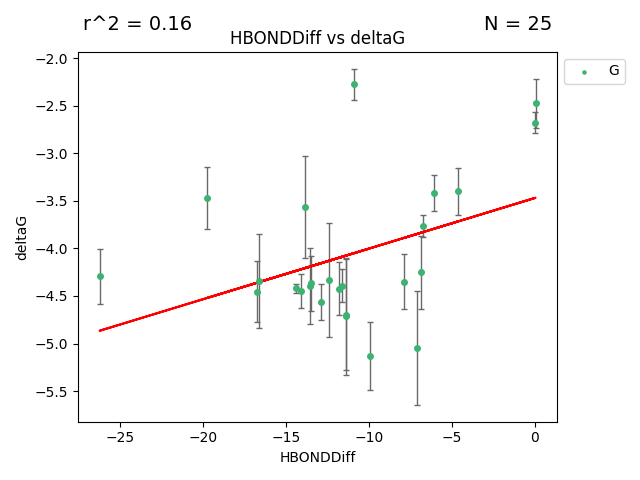 r^2 = 0.16
N = 25
HBONDDiff vs deltaG
G
−2.0
−2.5
−3.0
−3.5
−4.0
−4.5
−5.0
−5.5
deltaG
−25
−20
−15
−10
−5
0
HBONDDiff